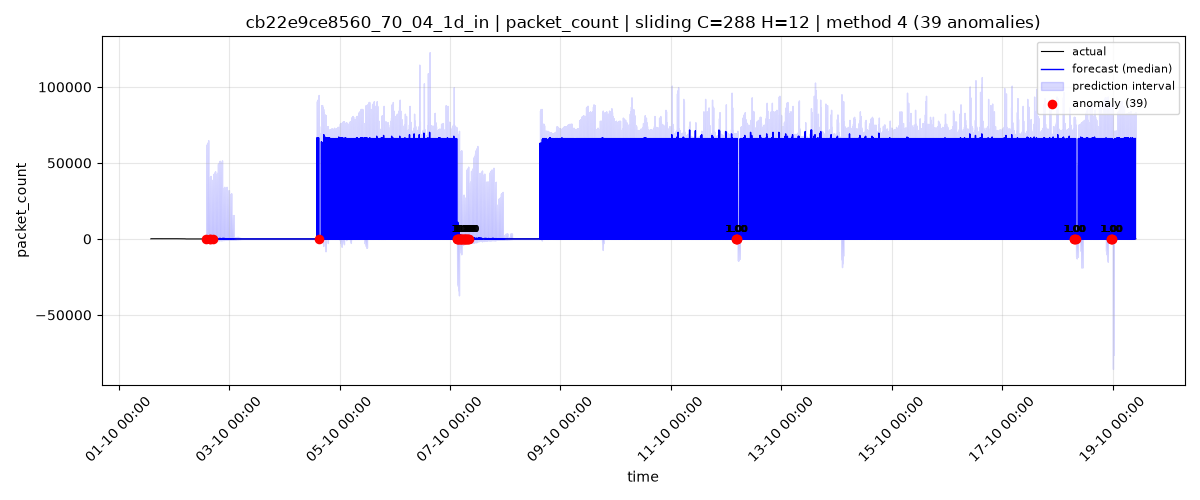 cb22e9ce8560_70_04_1d_in | packet_count | sliding C=288 H=12 | method 4 (39 anomalies)
actual
forecast (median)
prediction interval
anomaly (39)
packet_count
100000
50000
0
−50000
01-10 00:00
03-10 00:00
05-10 00:00
07-10 00:00
09-10 00:00
11-10 00:00
13-10 00:00
15-10 00:00
17-10 00:00
19-10 00:00
time